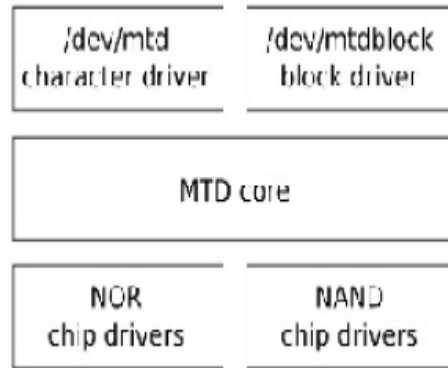 /dev/mtd
character driver
/dev/mtdblock
block driver
MTD core
NOR
chip drivers
NAND
chip drivers